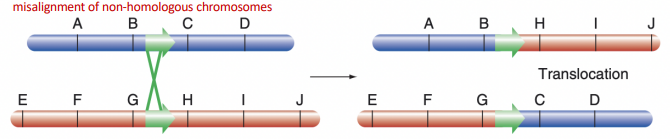 misalignment of non-homologous chromosomes
A B C D
A B H I J
Translocation
E F G H I J
E F G C D